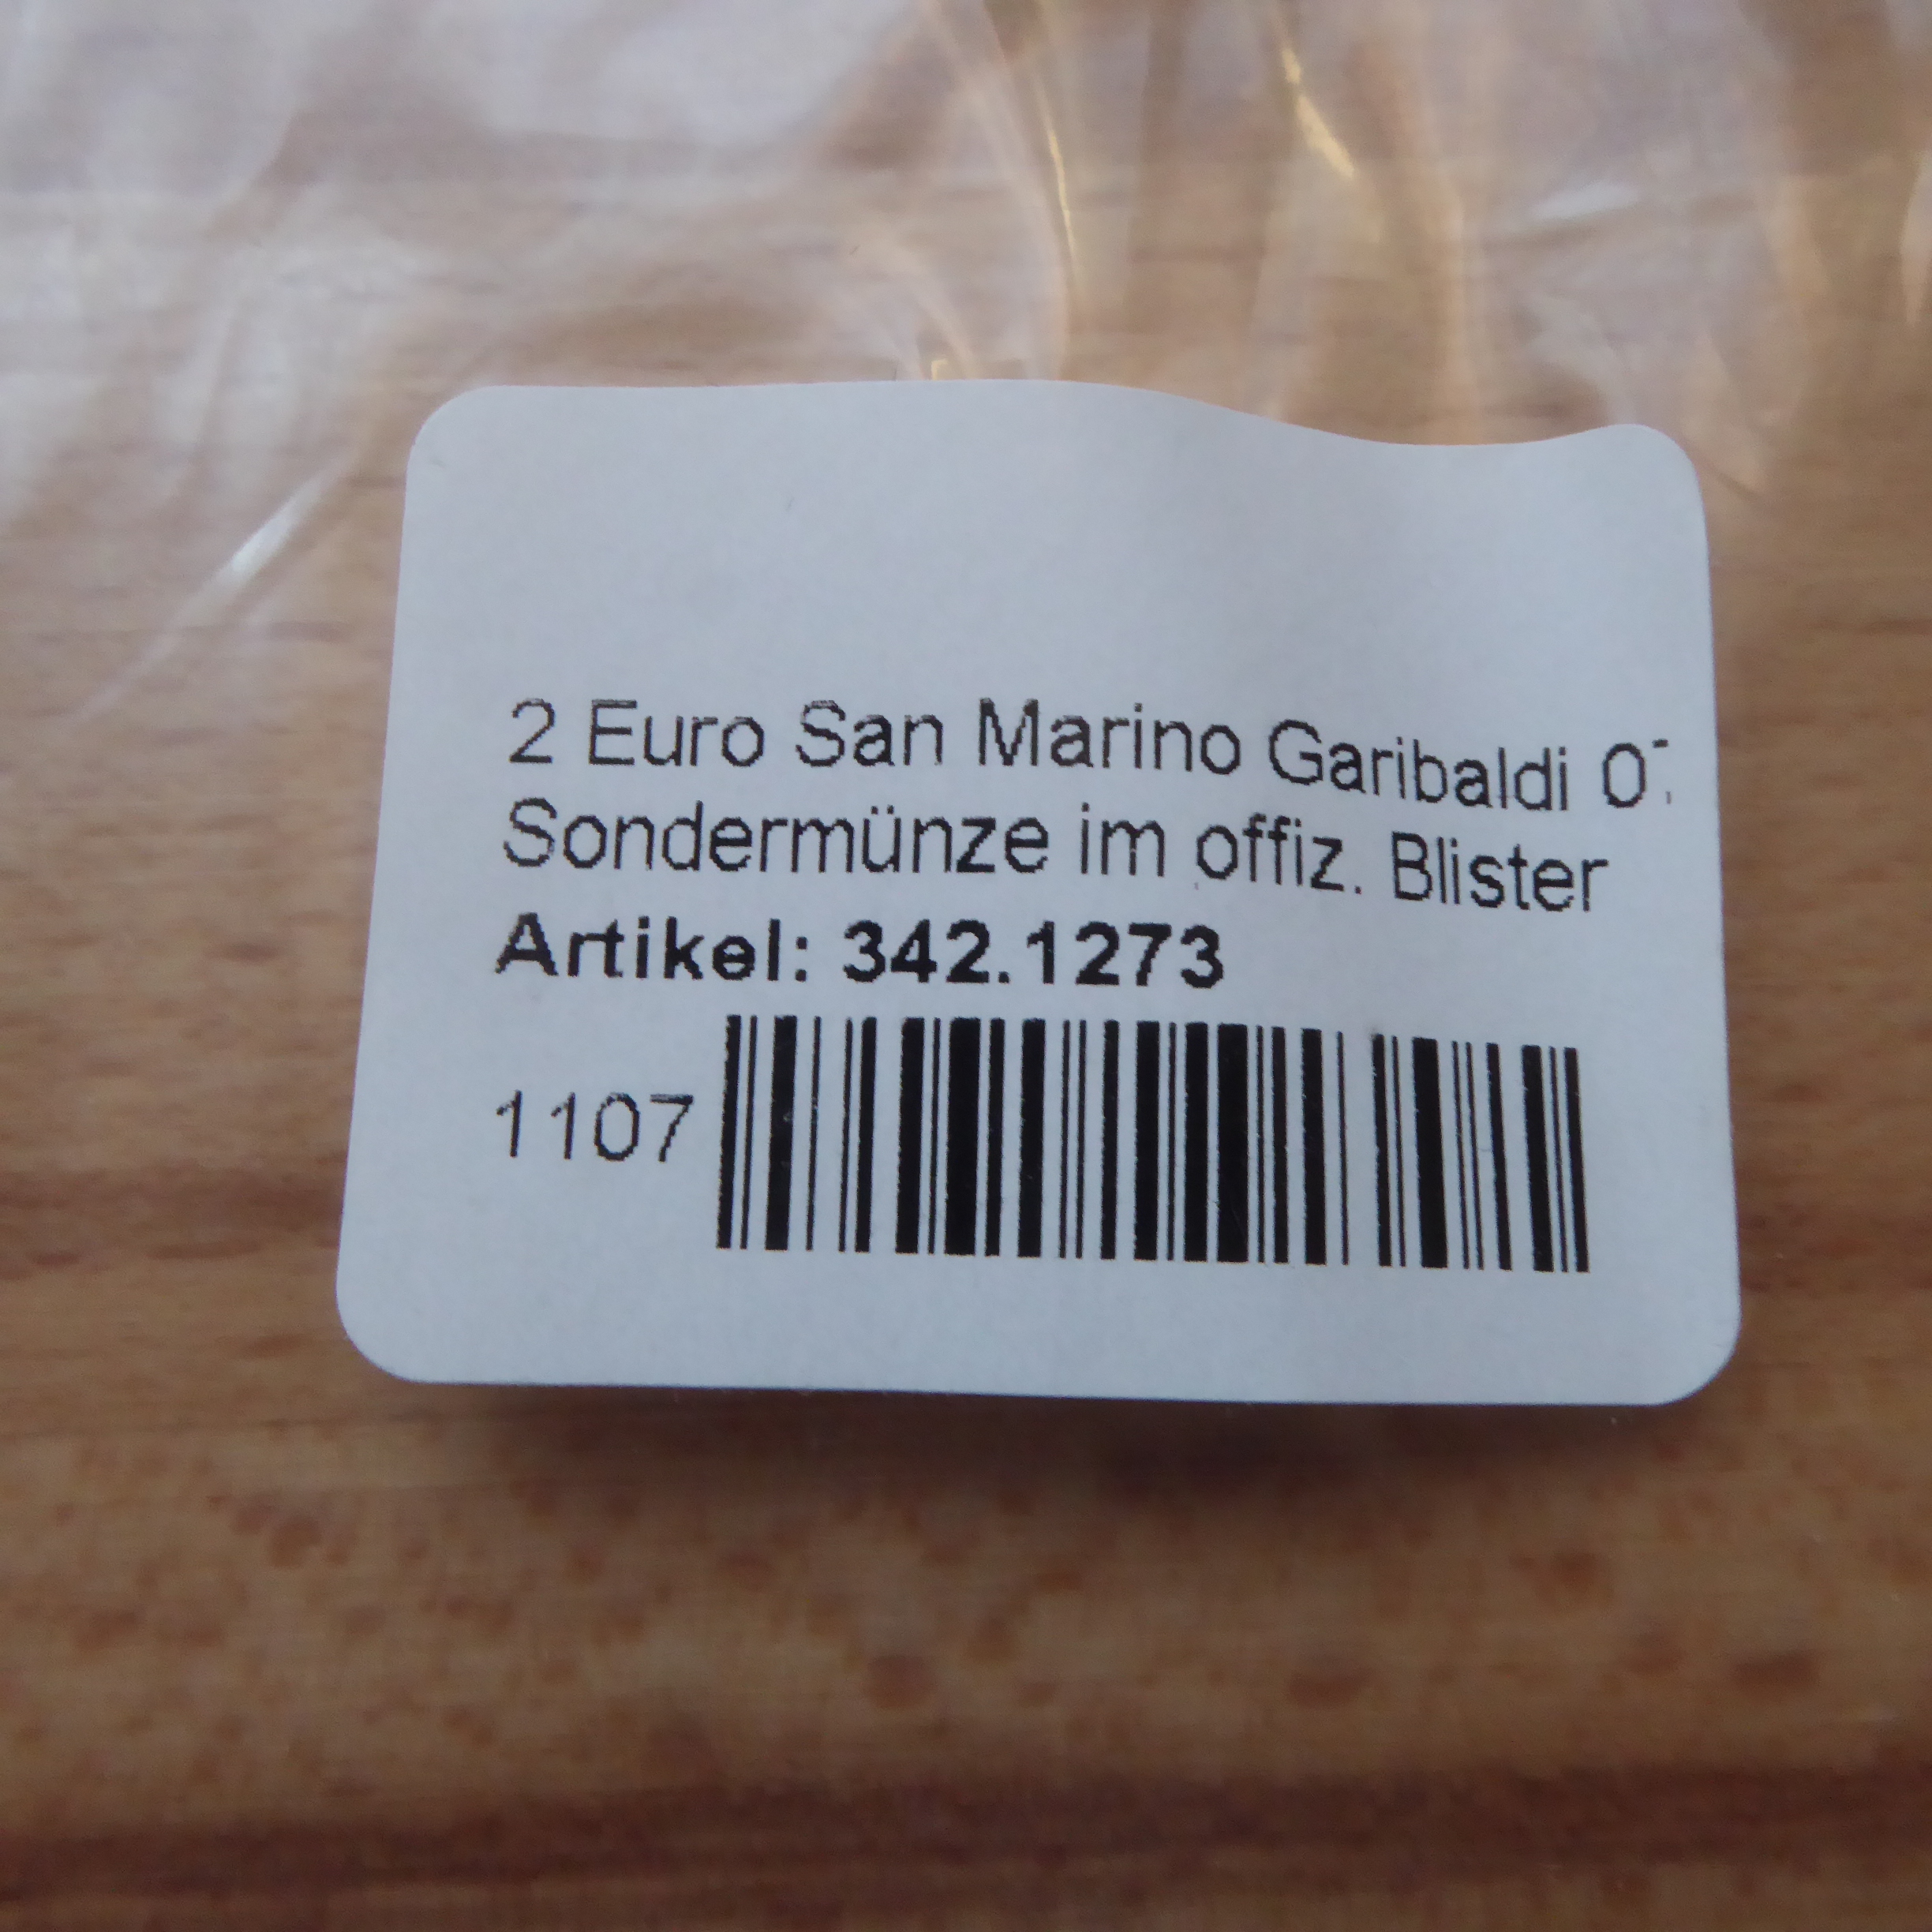 2 Euro San Marino Garibaldi
Sondermünze im offiz. Blister
Artikel: 342.1273
1107